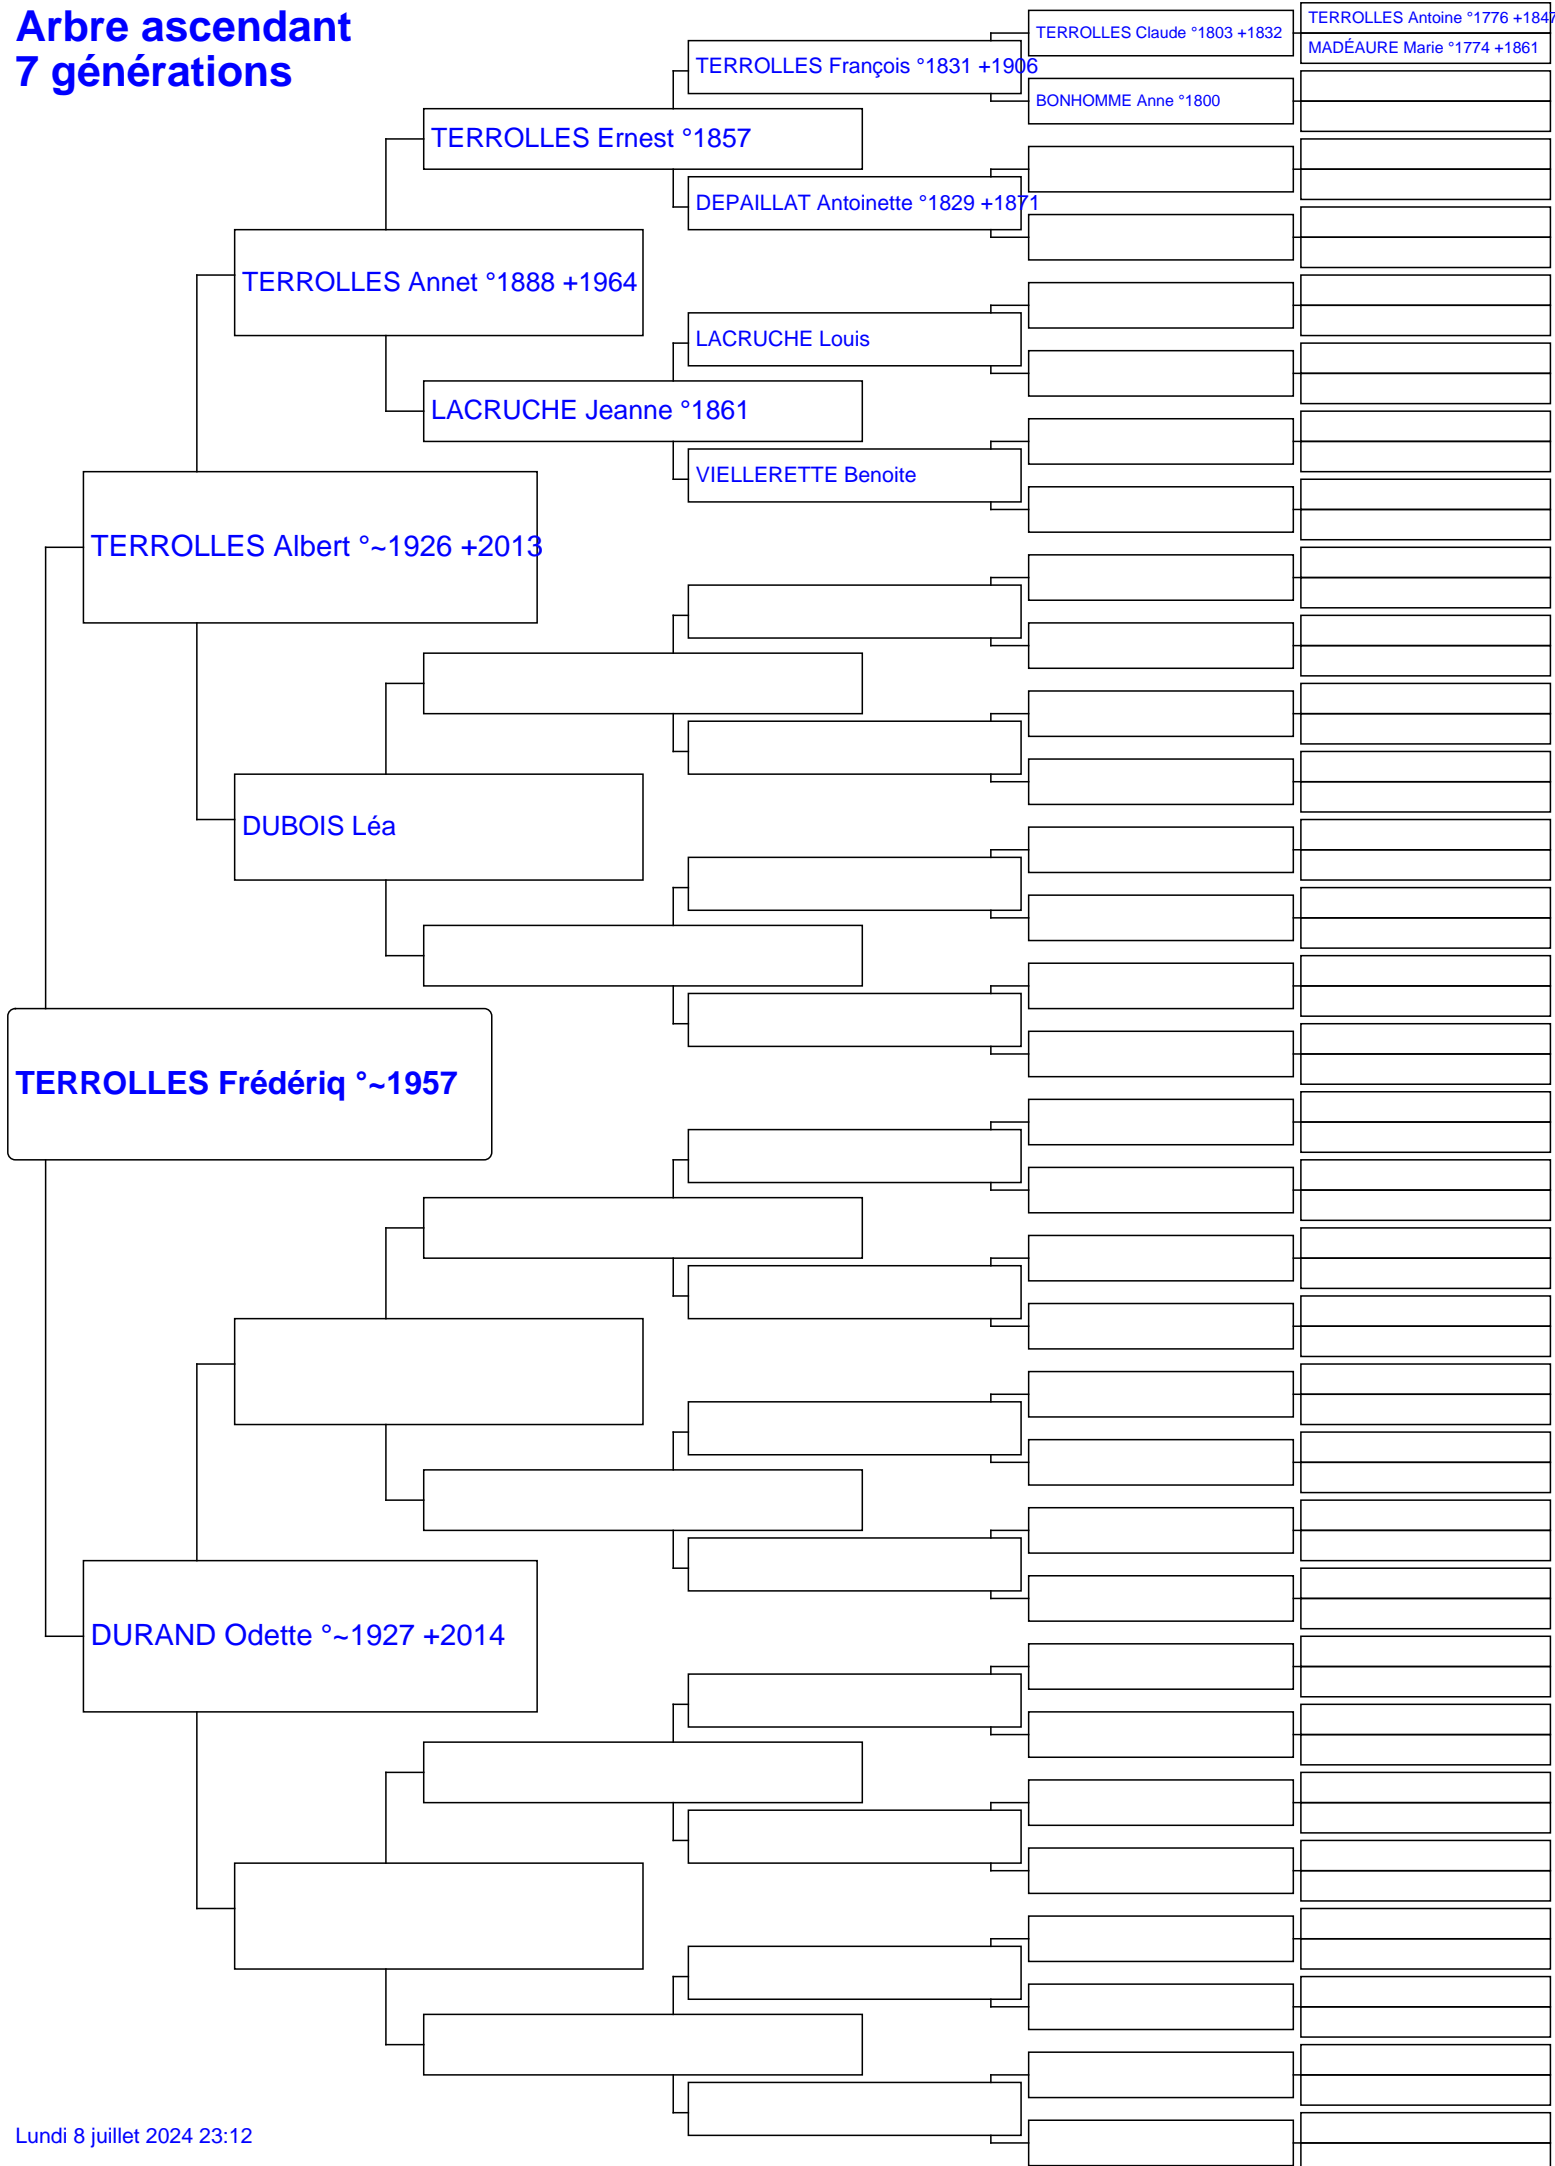 Arbre ascendant
7 générations
TERROLLES Antoine °1776 +1847
TERROLLES Claude °1803 +1832
MADÉAURE Marie °1774 +1861
TERROLLES François °1831 +1906
BONHOMME Anne °1800
TERROLLES Ernest °1857
DEPAILLAT Antoinette °1829 +1871
TERROLLES Annet °1888 +1964
LACRUCHE Louis
LACRUCHE Jeanne °1861
VIELLERETTE Benoite
TERROLLES Albert °~1926 +2013
DUBOIS Léa
TERROLLES Frédériq °~1957
DURAND Odette °~1927 +2014
Lundi 8 juillet 2024 23:12